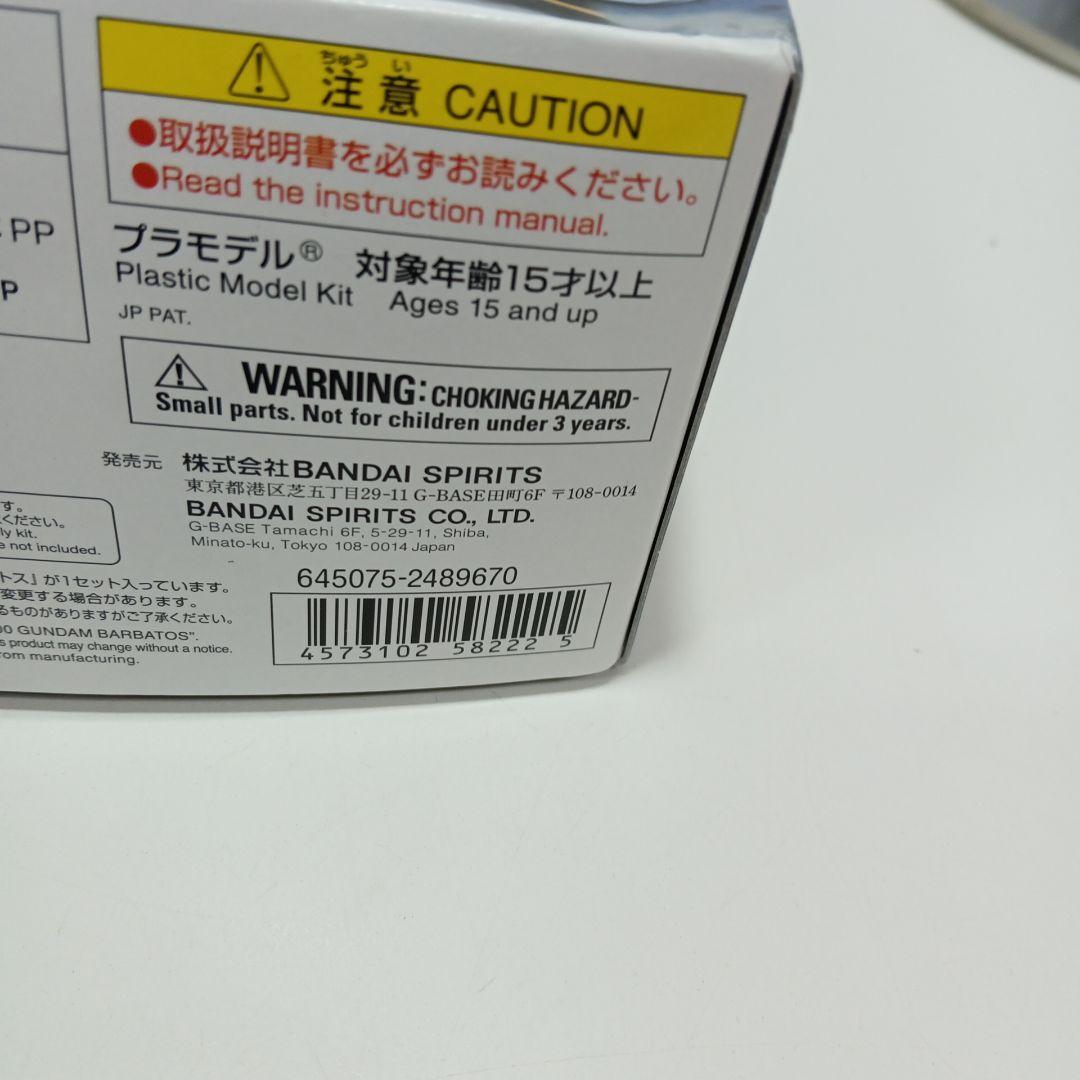 ちゅう い
注意 CAUTION
●取扱説明書を必ずお読みください。
●Read the instruction manual.
PP
P
プラモデル® 対象年齢15才以上
Plastic Model Kit Ages 15 and up
JP PAT.
WARNING: CHOKING HAZARD-
Small parts. Not for children under 3 years.
発売元 株式会社BANDAI SPIRITS
東京都港区芝五丁目29-11 G-BASE田町6F 〒108-0014
BANDAI SPIRITS CO., LTD.
G-BASE Tamachi 6F, 5-29-11, Shiba,
Minato-ku, Tokyo 108-0014 Japan
す。
ください。
ly kit.
e not included.
トス」が1セット入っています。
変更する場合があります。
るものがありますがご了承ください。
00 GUNDAM BARBATOS".
s product may change without a notice.
rom manufacturing.
645075-2489670
4573102 58222 5